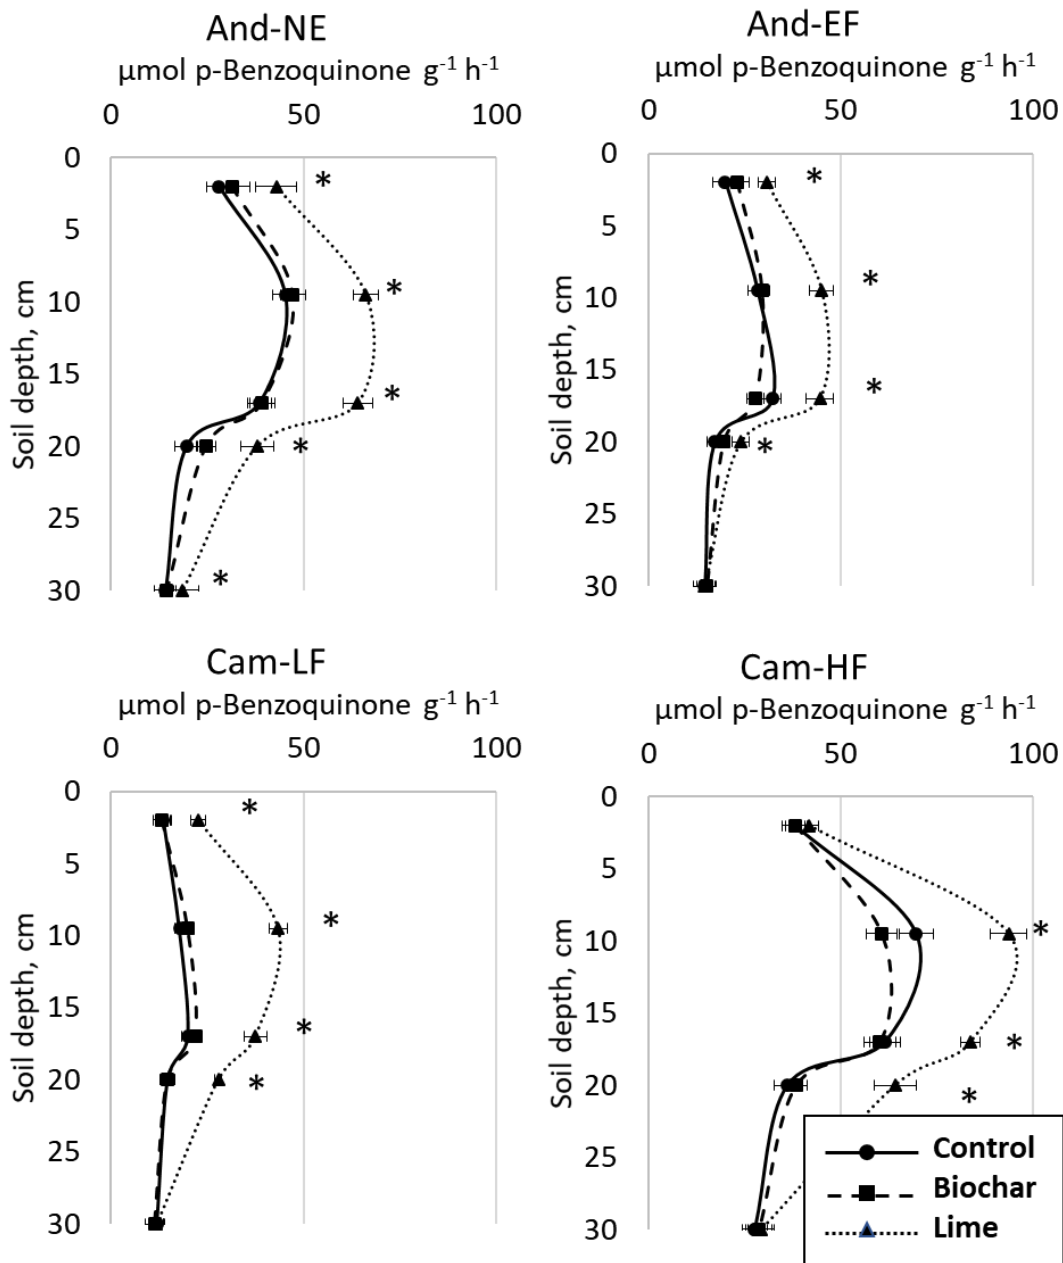 And-NE
µmol p-Benzoquinone g⁻¹ h⁻¹
0 50 100
0
5
10
15
20
25
30
Soil depth, cm
*
*
*
*
*
And-EF
µmol p-Benzoquinone g⁻¹ h⁻¹
0 50 100
0
5
10
15
20
25
30
Soil depth, cm
*
*
*
*
Cam-LF
µmol p-Benzoquinone g⁻¹ h⁻¹
0 50 100
0
5
10
15
20
25
30
Soil depth, cm
*
*
*
*
Cam-HF
µmol p-Benzoquinone g⁻¹ h⁻¹
0 50 100
0
5
10
15
20
25
30
Soil depth, cm
*
*
*
Control
Biochar
Lime